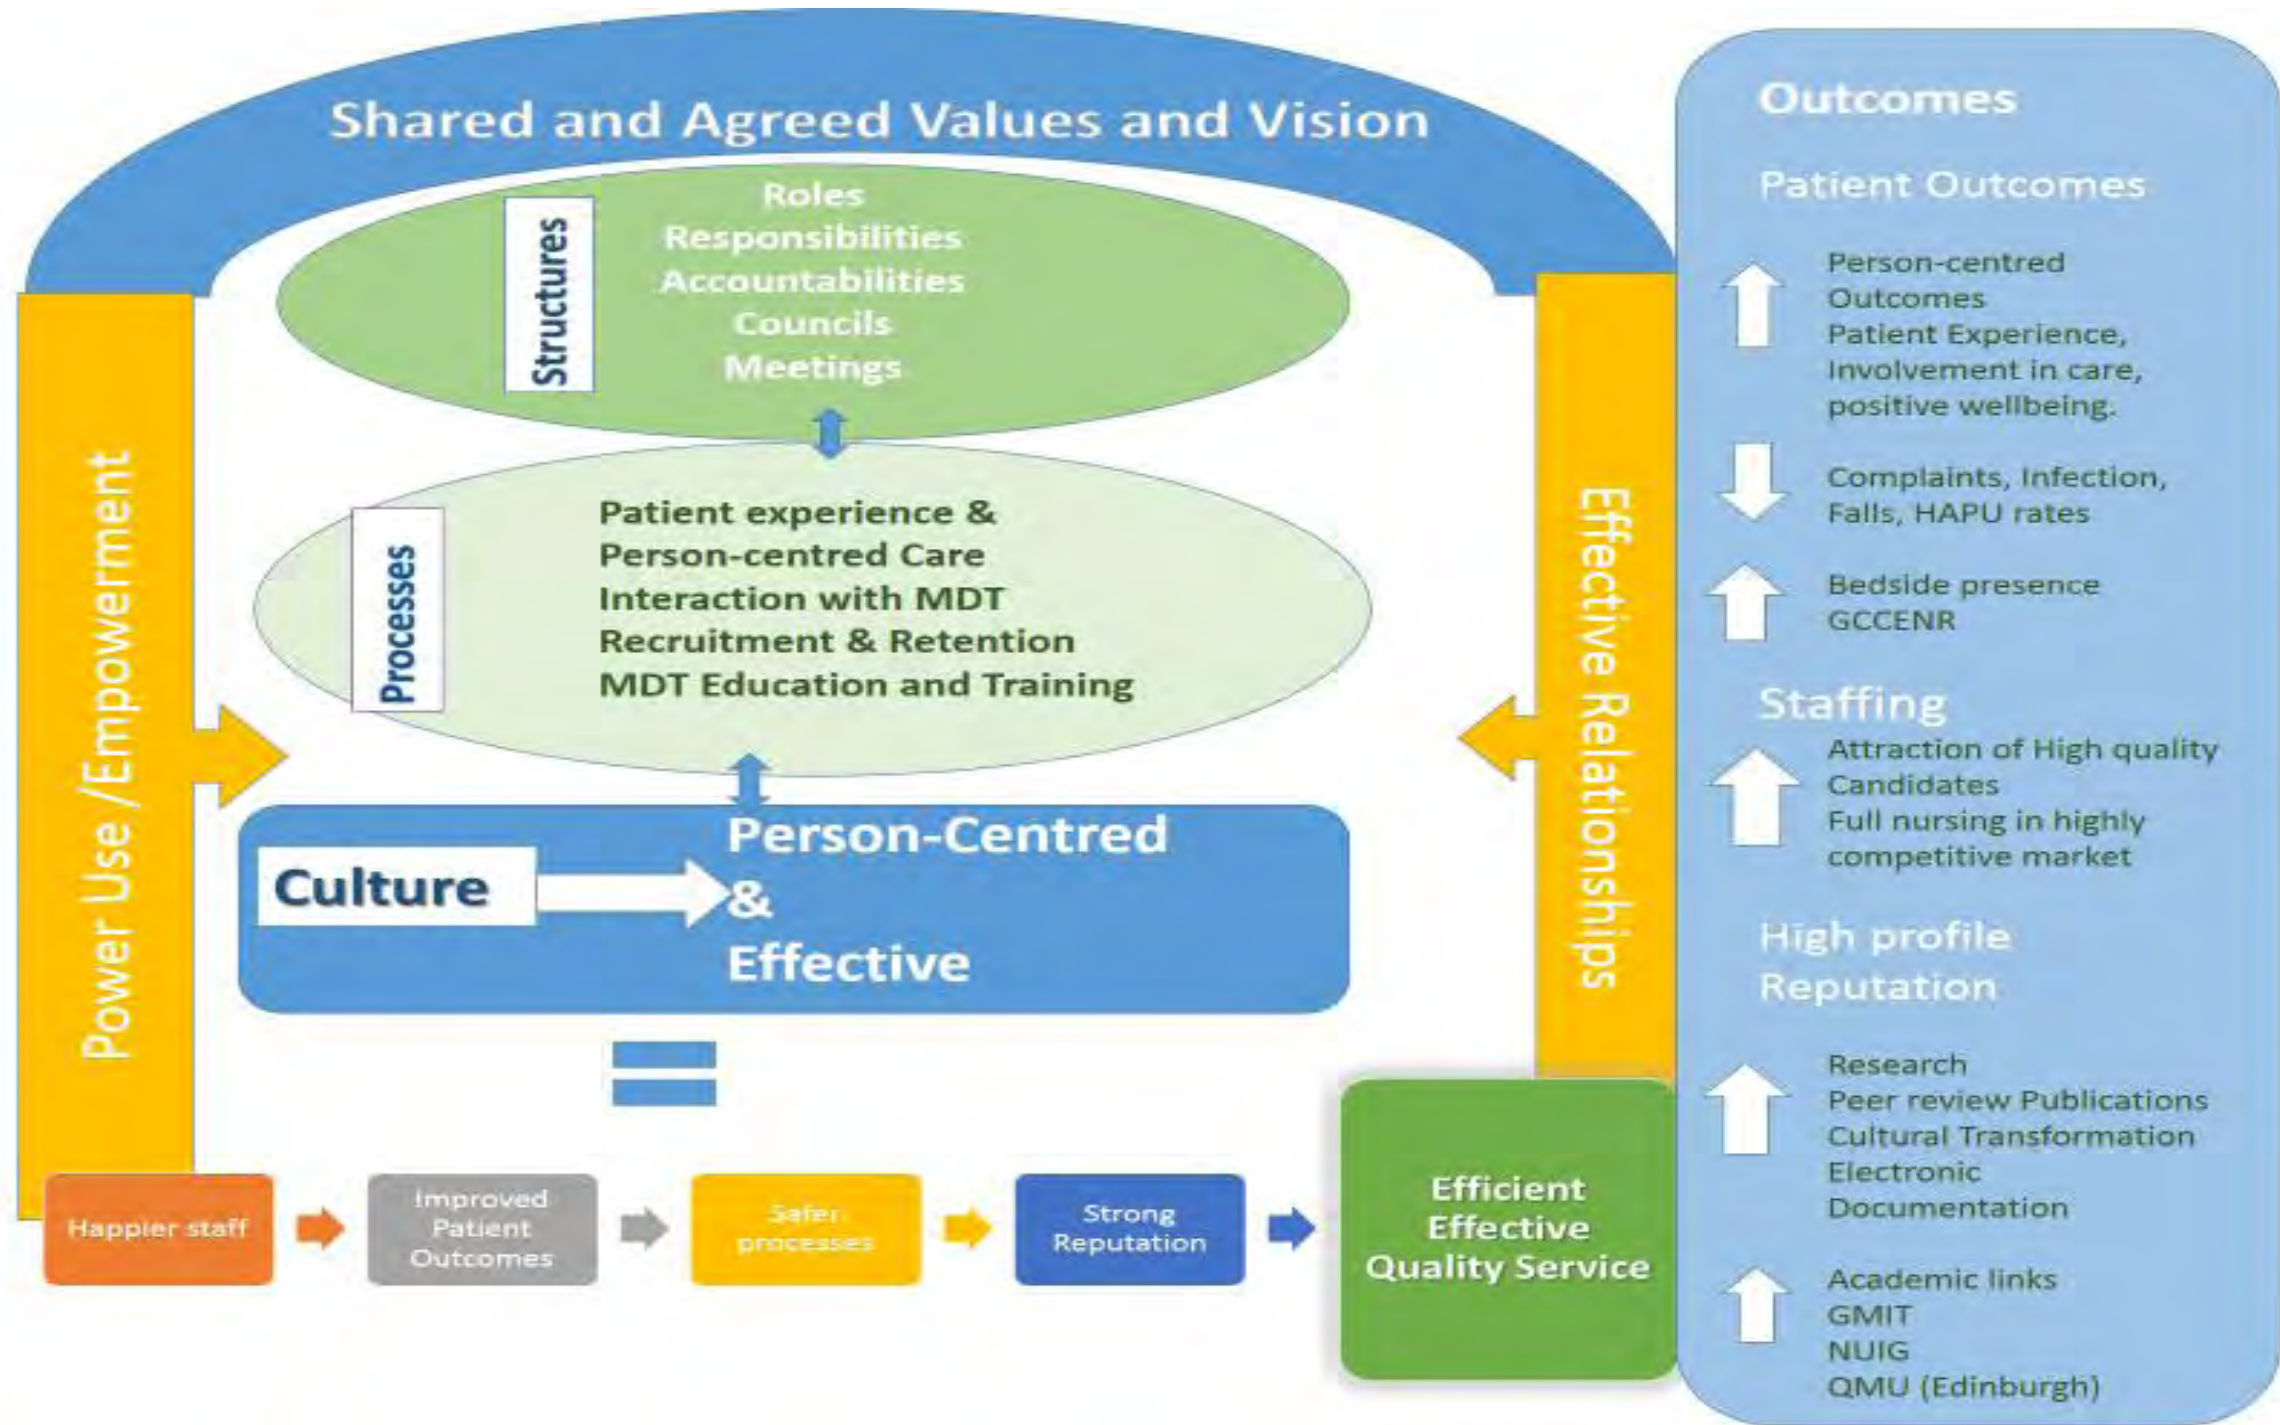 Shared and Agreed Values and Vision
Structures
Roles
Responsibilities
Accountabilities
Councils
Meetings
Processes
Patient experience &
Person-centred Care
Interaction with MDT
Recruitment & Retention
MDT Education and Training
Power Use /Empowerment
Effective Relationships
Culture
Person-Centred
&
Effective
Happier staff
Improved
Patient
Outcomes
Safer
processes
Strong
Reputation
Efficient
Effective
Quality Service
Outcomes
Patient Outcomes
Person-centred
Outcomes
Patient Experience,
Involvement in care,
positive wellbeing.
Complaints, Infection,
Falls, HAPU rates
Bedside presence
GCCENR
Staffing
Attraction of High quality
Candidates
Full nursing in highly
competitive market
High profile
Reputation
Research
Peer review Publications
Cultural Transformation
Electronic
Documentation
Academic links
GMIT
NUIG
QMU (Edinburgh)